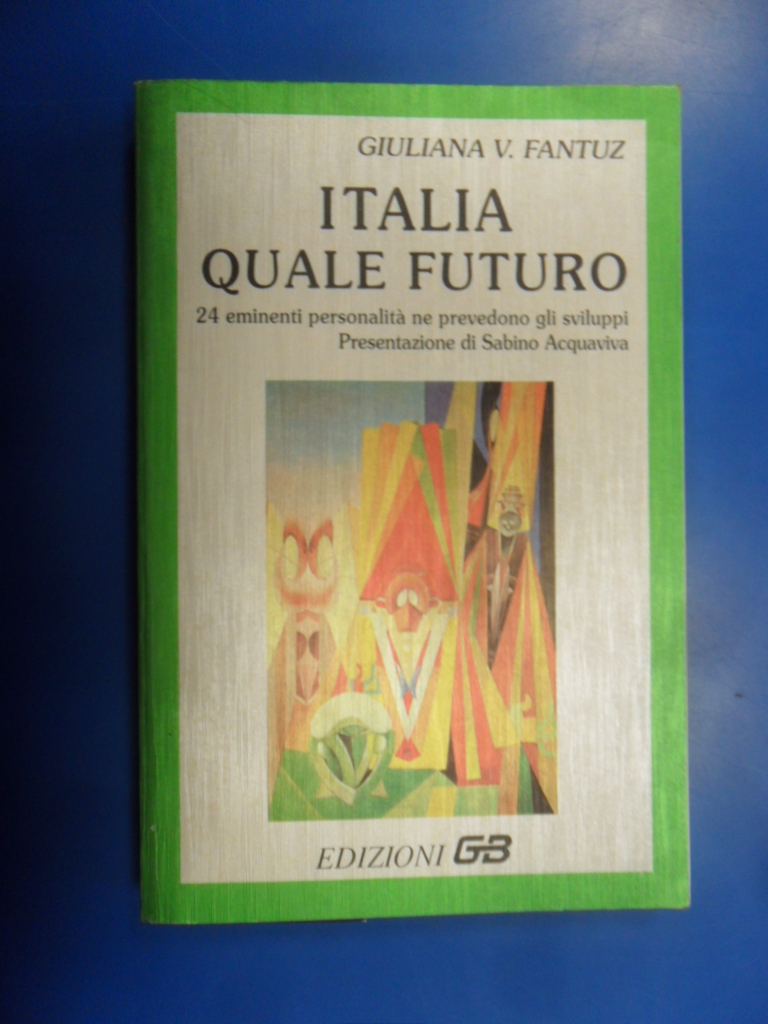 GIULIANA V. FANTUZ
ITALIA
QUALE FUTURO
24 eminenti personalità ne prevedono gli sviluppi
Presentazione di Sabino Acquaviva
EDIZIONI GB